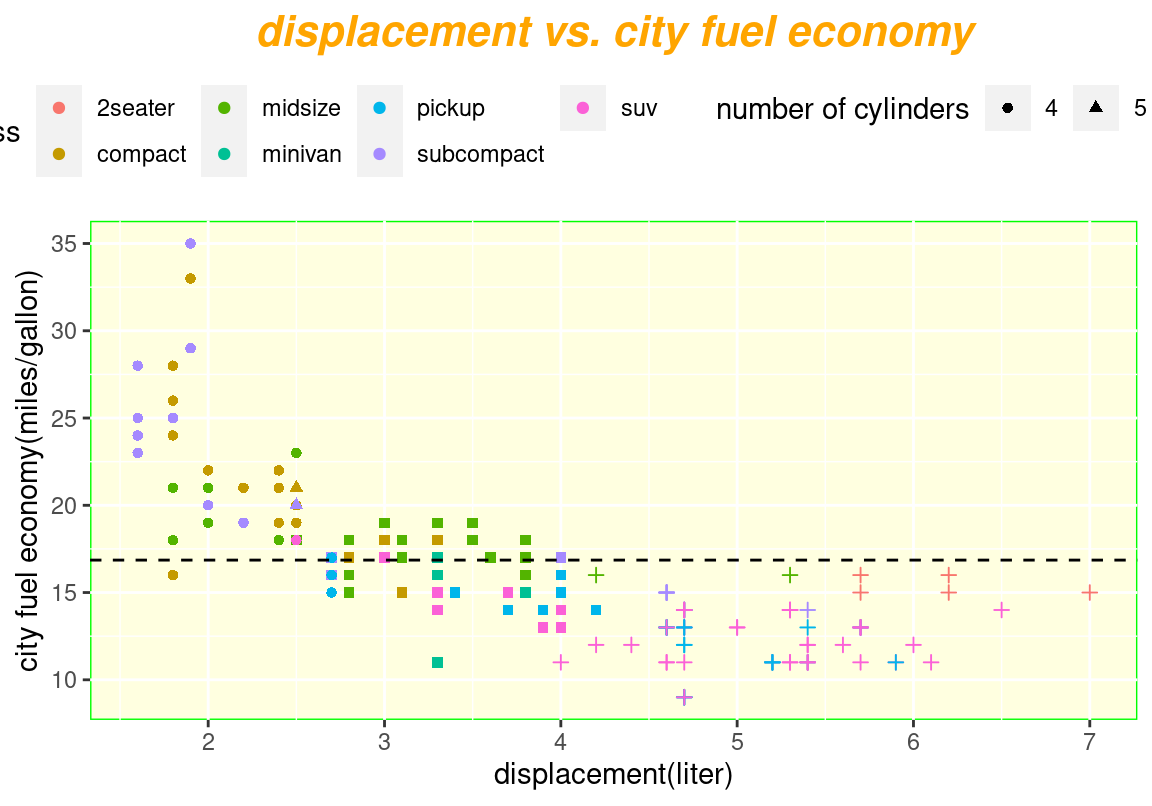 displacement vs. city fuel economy
2seater midsize pickup suv number of cylinders 4 5
ss
compact minivan subcompact
35
30
25
20
15
10
city fuel economy(miles/gallon)
2 3 4 5 6 7
displacement(liter)